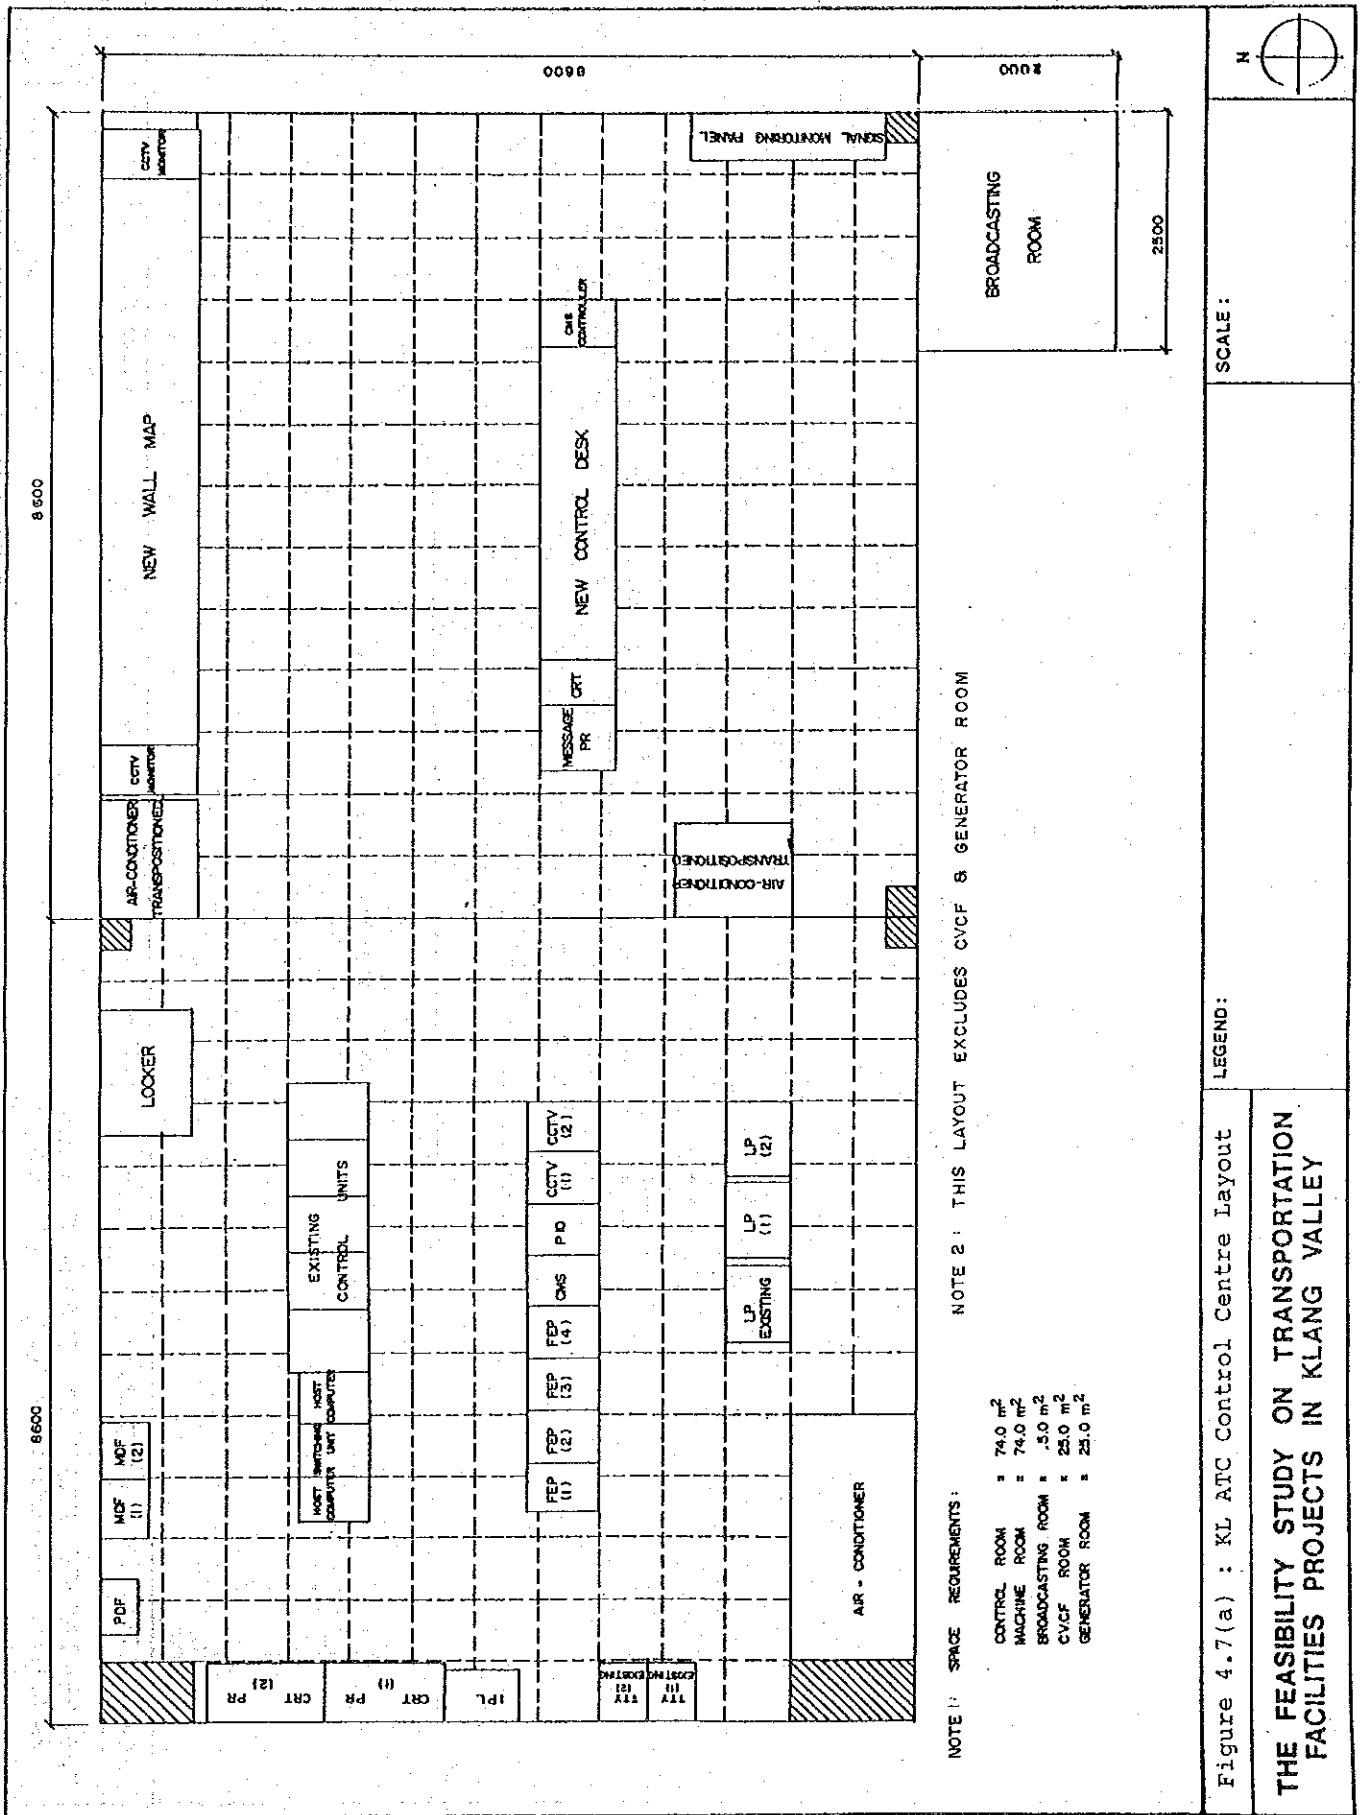 8600
8600
8600
2000
2500
PDF
MDF
(1)
MDF
(2)
LOCKER
AIR-CONDITIONER
TRANSPOSITIONED
CCTV
MONITOR
NEW WALL MAP
CCTV
MONITOR
CRT (2) PR
CRT (1) PR
IPL
TTY (2)
EXISTING
TTY (1)
EXISTING
HOST
COMPUTER
SWITCHING
UNIT
HOST
COMPUTER
EXISTING
CONTROL UNITS
FEP
(1)
FEP
(2)
FEP
(3)
FEP
(4)
CMS
PIO
CCTV
(1)
CCTV
(2)
MESSAGE
PR
CRT
NEW CONTROL DESK
CMS
CONTROLLER
LP
EXISTING
LP
(1)
LP
(2)
AIR-CONDITIONER
TRANSPOSITIONED
SIGNAL MONITORING PANEL
AIR - CONDITIONER
BROADCASTING
ROOM
NOTE 1: SPACE REQUIREMENTS:
CONTROL ROOM = 74.0 m²
MACHINE ROOM = 74.0 m²
BROADCASTING ROOM = 5.0 m²
CVCF ROOM = 25.0 m²
GENERATOR ROOM = 25.0 m²
NOTE 2: THIS LAYOUT EXCLUDES CVCF & GENERATOR ROOM
Figure 4.7(a) : KL ATC Control Centre Layout
LEGEND:
SCALE:
N
THE FEASIBILITY STUDY ON TRANSPORTATION
FACILITIES PROJECTS IN KLANG VALLEY